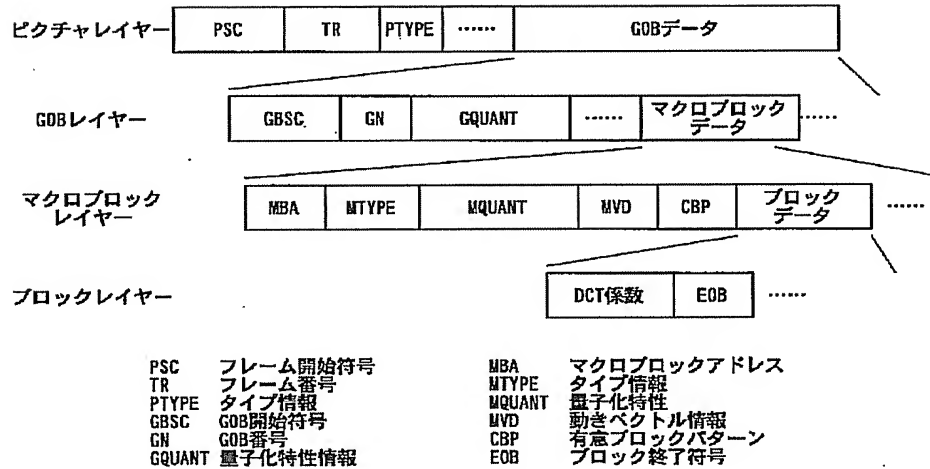 ピクチャレイヤー PSC TR PTYPE …… GOBデータ
GOBレイヤー GBSC GN GQUANT …… マクロブロック
データ ……
マクロブロック
レイヤー MBA MTYPE MQUANT MVD CBP ブロック
データ ……
ブロックレイヤー DCT係数 EOB ……
PSC フレーム開始符号
TR フレーム番号
PTYPE タイプ情報
GBSC GOB開始符号
GN GOB番号
GQUANT 量子化特性情報
MBA マクロブロックアドレス
MTYPE タイプ情報
MQUANT 量子化特性
MVD 動きベクトル情報
CBP 有意ブロックパターン
EOB ブロック終了符号